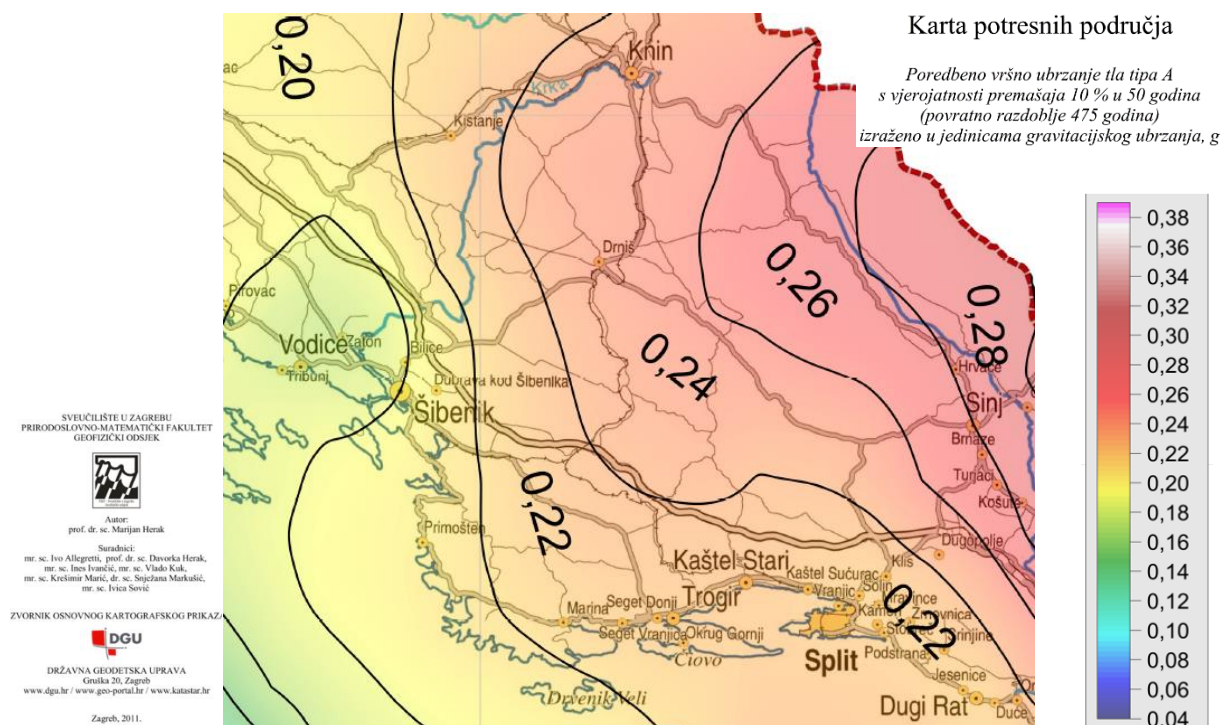 Karta potresnih područja
Poredbeno vršno ubrzanje tla tipa A
s vjerojatnosti premašaja 10 % u 50 godina
(povratno razdoblje 475 godina)
izraženo u jedinicama gravitacijskog ubrzanja, g
0,20
Knin
Krka
Kistanje
Drniš
0,26
0,28
Pirovac
Vodice
Zaton
Tribunj
Bilice
Dubrava kod Šibenika
Šibenik
0,24
Hrvace
Sinj
Brnaze
Turjaci
Košute
0,22
Primošten
Dugopolje
Klis
Kaštel Stari
Kaštel Sućurac
Solin
Vranjic
Kamen
Trogir
Seget Donji
Marina
Seget Vranjica
Okrug Gornji
Čiovo
Split
0,22
Žrnovnica
Stobreč
Podstrana
Jesenice
Drvenik Veli
Dugi Rat
Duće
0,38
0,36
0,34
0,32
0,30
0,28
0,26
0,24
0,22
0,20
0,18
0,16
0,14
0,12
0,10
0,08
0,06
0,04
SVEUČILIŠTE U ZAGREBU
PRIRODOSLOVNO-MATEMATIČKI FAKULTET
GEOFIZIČKI ODSJEK
Autor:
prof. dr. sc. Marijan Herak
Suradnici:
mr. sc. Ivo Allegretti, prof. dr. sc. Davorka Herak,
mr. sc. Ines Ivančić, mr. sc. Vlado Kuk,
mr. sc. Krešimir Marić, dr. sc. Snježana Markušić,
mr. sc. Ivica Sović
ZVORNIK OSNOVNOG KARTOGRAFSKOG PRIKAZ
DGU
DRŽAVNA GEODETSKA UPRAVA
Gruška 20, Zagreb
www.dgu.hr / www.geo-portal.hr / www.katastar.hr
Zagreb, 2011.